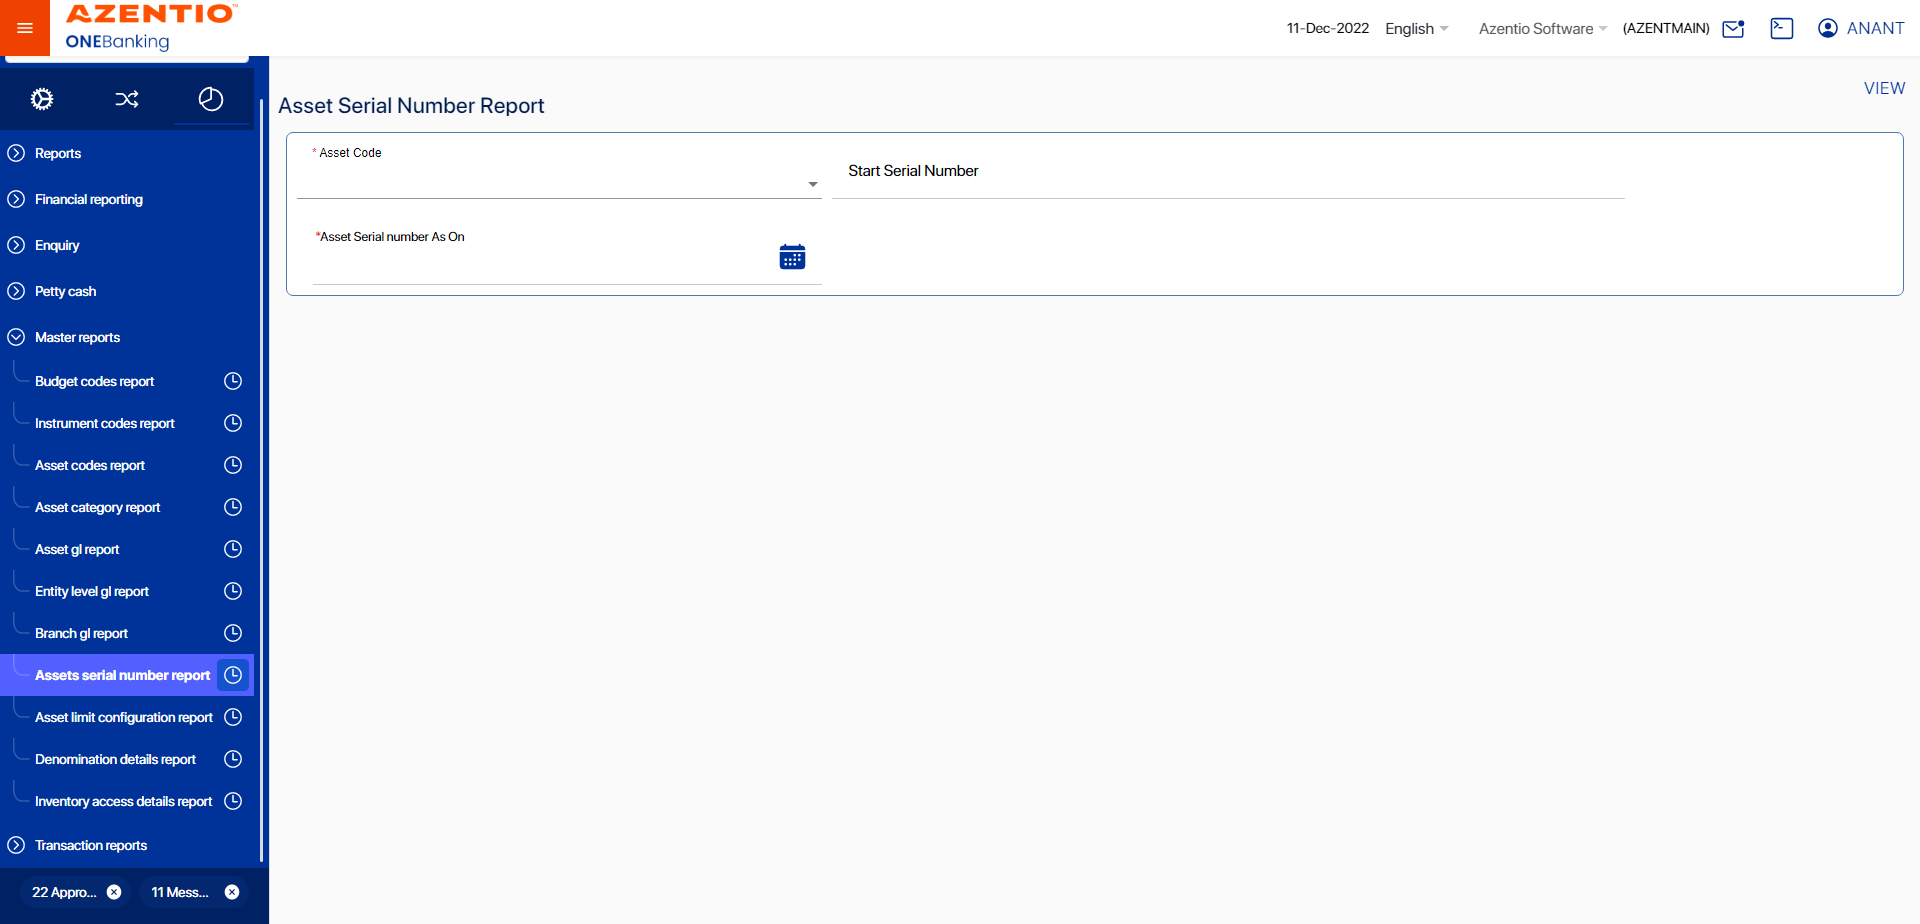 AZENTIO™
ONEBanking
11-Dec-2022 English Azentio Software (AZENTMAIN) ANANT
VIEW
Asset Serial Number Report
* Asset Code
Start Serial Number
*Asset Serial number As On
Reports
Financial reporting
Enquiry
Petty cash
Master reports
Budget codes report
Instrument codes report
Asset codes report
Asset category report
Asset gl report
Entity level gl report
Branch gl report
Assets serial number report
Asset limit configuration report
Denomination details report
Inventory access details report
Transaction reports
22 Appro... 11 Mess...